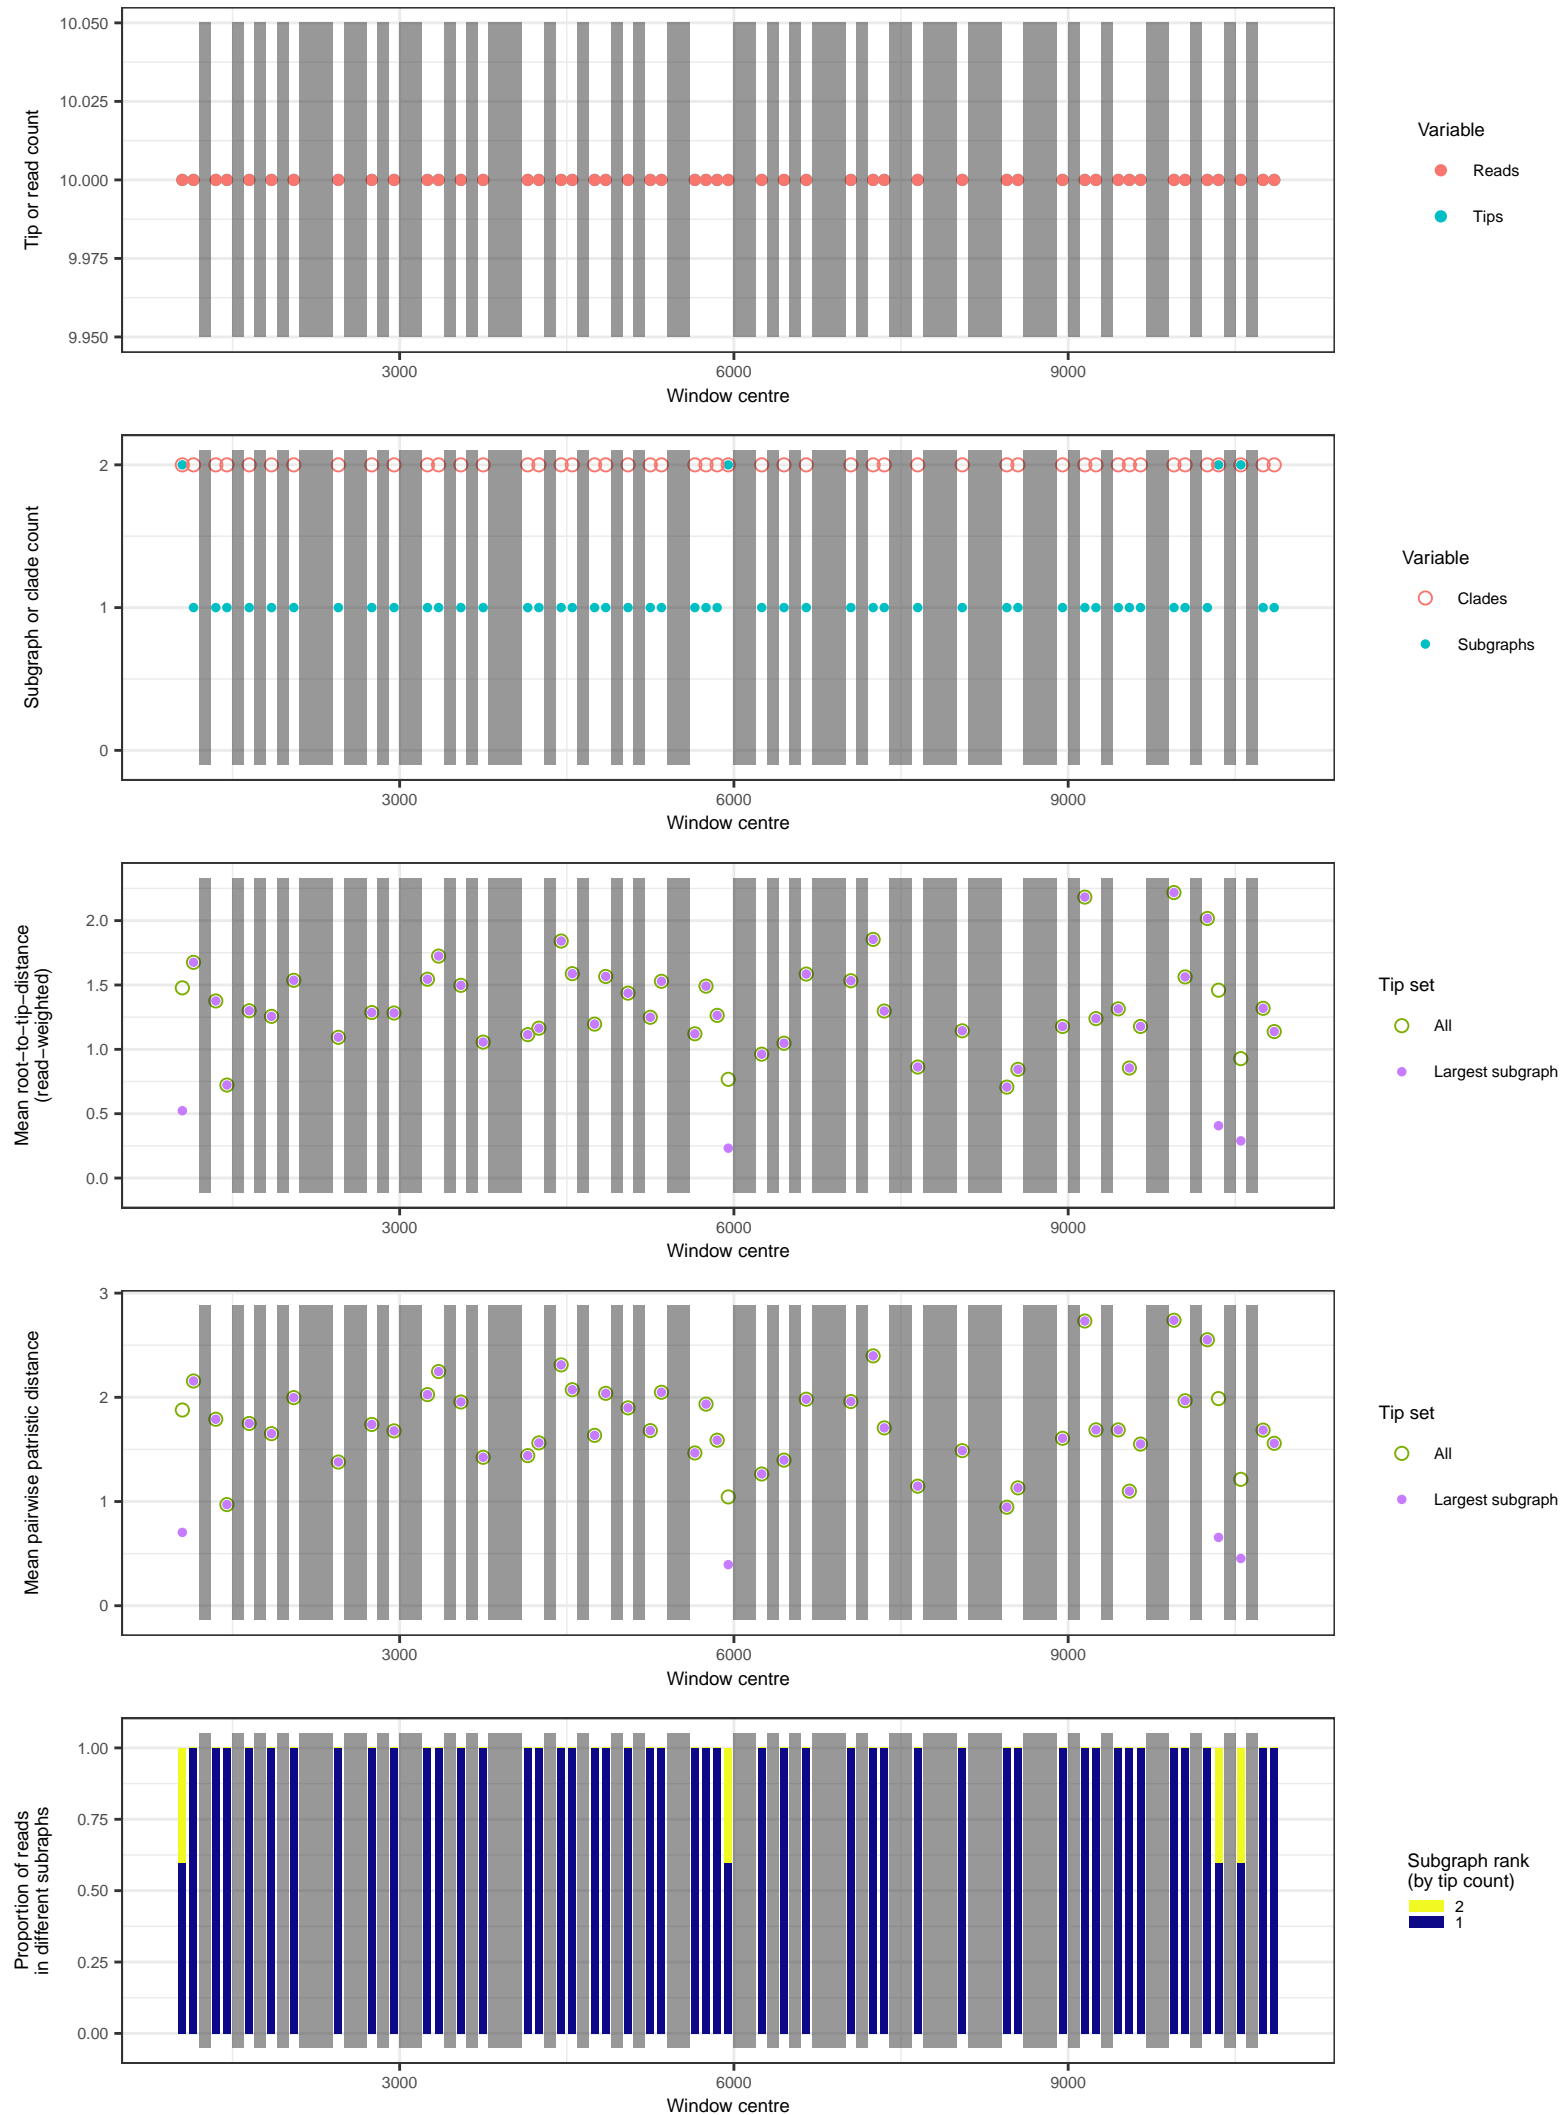 10.050
10.025
10.000
9.975
9.950
Tip or read count
3000 6000 9000
Window centre
Variable
Reads
Tips
2
1
0
Subgraph or clade count
3000 6000 9000
Window centre
Variable
Clades
Subgraphs
2.0
1.5
1.0
0.5
0.0
Mean root−to−tip−distance
(read−weighted)
3000 6000 9000
Window centre
Tip set
All
Largest subgraph
3
2
1
0
Mean pairwise patristic distance
3000 6000 9000
Window centre
Tip set
All
Largest subgraph
1.00
0.75
0.50
0.25
0.00
Proportion of reads
in different subraphs
3000 6000 9000
Window centre
Subgraph rank
(by tip count)
2
1